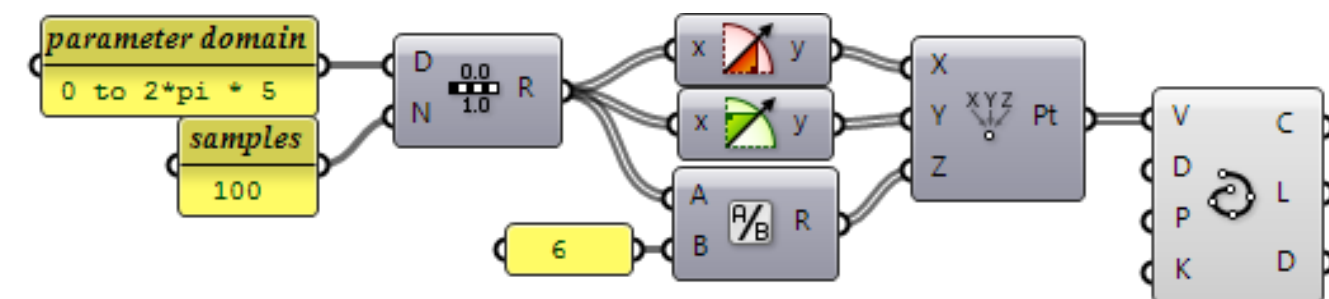 parameter domain
0 to 2*pi * 5
samples
100
D
N
0.0
1.0
R
x
y
x
y
A
B
A/B
R
6
X
Y
Z
XYZ
Pt
V
D
P
K
C
L
D